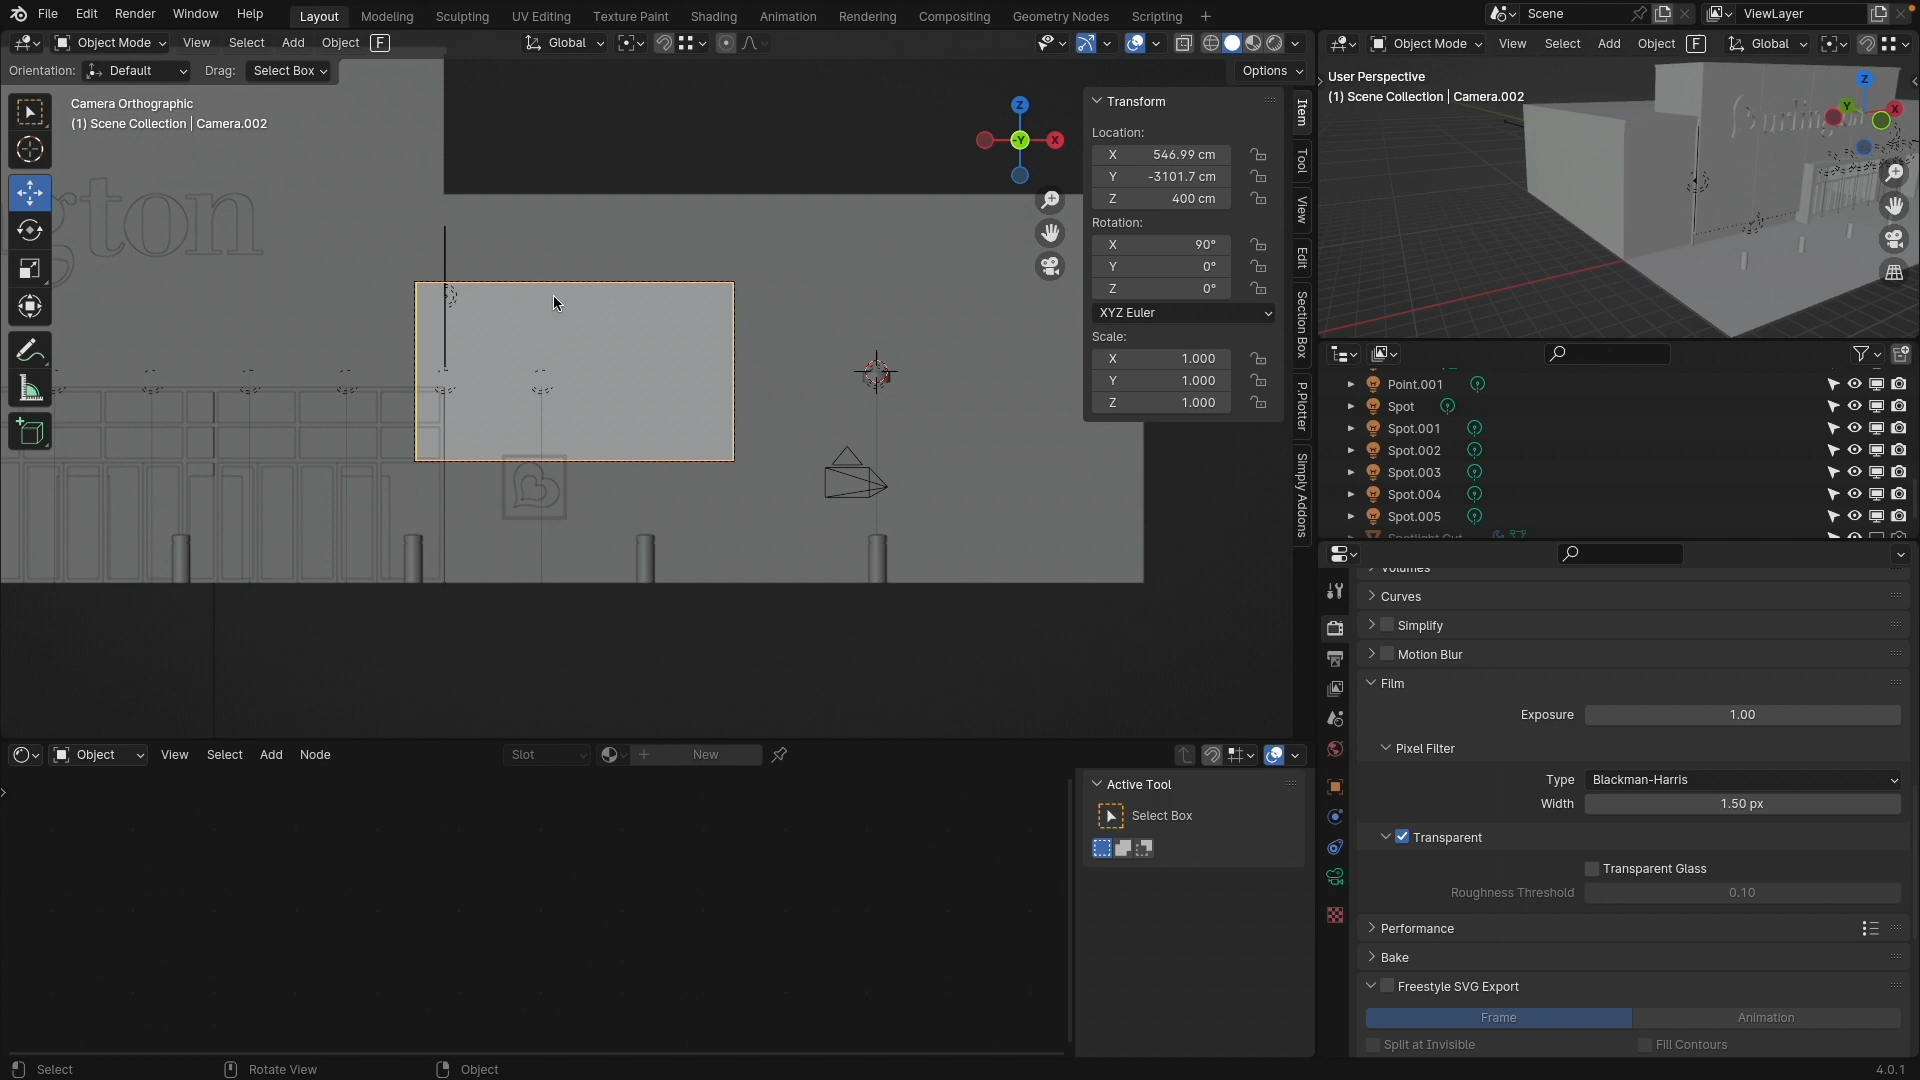 File Edit Render Window Help Layout Modeling Sculpting UV Editing Texture Paint Shading Animation Rendering Compositing Geometry Nodes Scripting + Scene ViewLayer
Object Mode View Select Add Object F Global
Orientation: Default Drag: Select Box Options
Camera Orthographic
(1) Scene Collection | Camera.002
Z
-Y
X
gton
Transform
Location:
X 546.99 cm
Y -3101.7 cm
Z 400 cm
Rotation:
X 90°
Y 0°
Z 0°
XYZ Euler
Scale:
X 1.000
Y 1.000
Z 1.000
Item
Tool
View
Edit
Section Box
P.Plotter
Simply Addons
Object Mode View Select Add Object F Global
User Perspective
(1) Scene Collection | Camera.002
Z
Y
X
Point.001
Spot
Spot.001
Spot.002
Spot.003
Spot.004
Spot.005
Volumes
Curves
Simplify
Motion Blur
Film
Exposure 1.00
Pixel Filter
Type Blackman-Harris
Width 1.50 px
Transparent
Transparent Glass
Roughness Threshold 0.10
Performance
Bake
Freestyle SVG Export
Frame Animation
Split at Invisible Fill Contours
Object View Select Add Node Slot New
Active Tool
Select Box
Select Rotate View Object 4.0.1